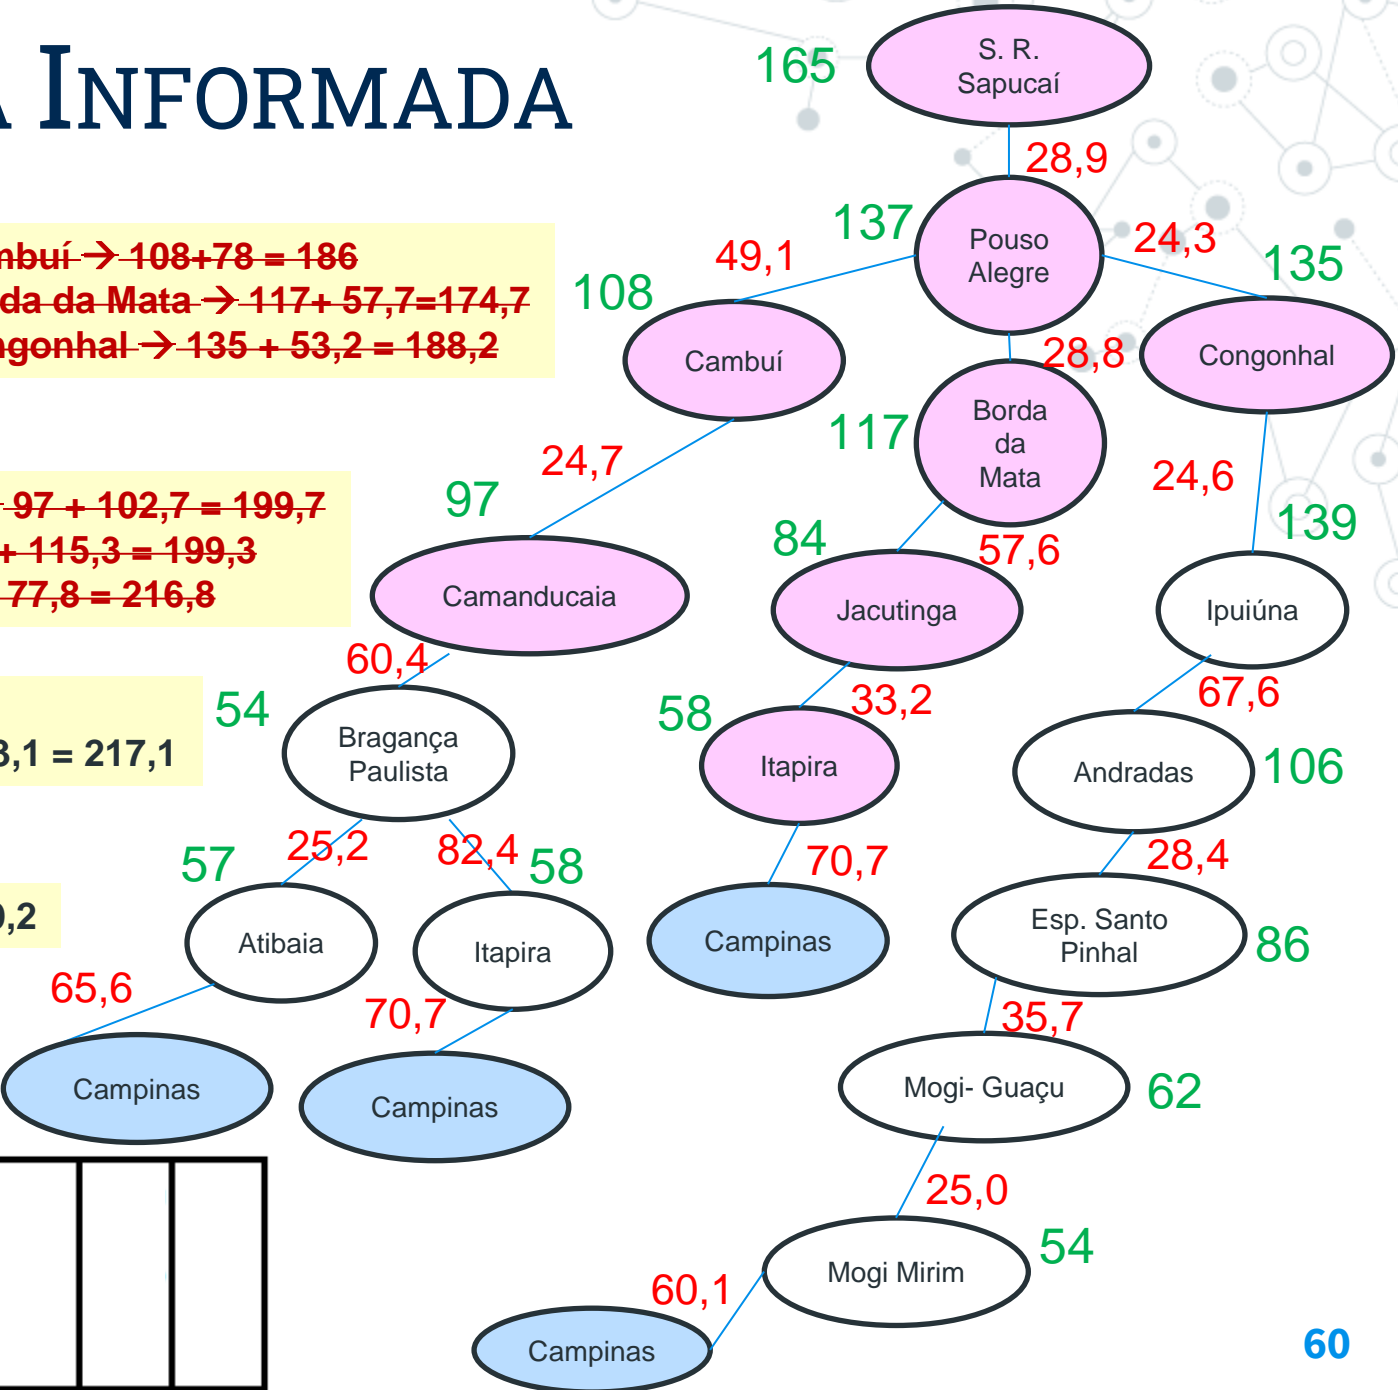 A INFORMADA
mbuí → 108+78 = 186
da da Mata → 117+ 57,7=174,7
ngonhal → 135 + 53,2 = 188,2
97 + 102,7 = 199,7
+ 115,3 = 199,3
77,8 = 216,8
3,1 = 217,1
0,2
165
S. R.
Sapucaí
28,9
137
Pouso
Alegre
49,1
24,3
108
135
Cambuí
28,8
Congonhal
117
Borda
da
Mata
24,7
24,6
97
84
57,6
139
Camanducaia
Jacutinga
Ipuiúna
60,4
33,2
67,6
54
58
Bragança
Paulista
Itapira
Andradas
106
57
25,2
82,4
58
70,7
28,4
Atibaia
Itapira
Campinas
Esp. Santo
Pinhal
86
65,6
70,7
35,7
Campinas
Campinas
Mogi- Guaçu
62
25,0
54
Mogi Mirim
60,1
Campinas
60